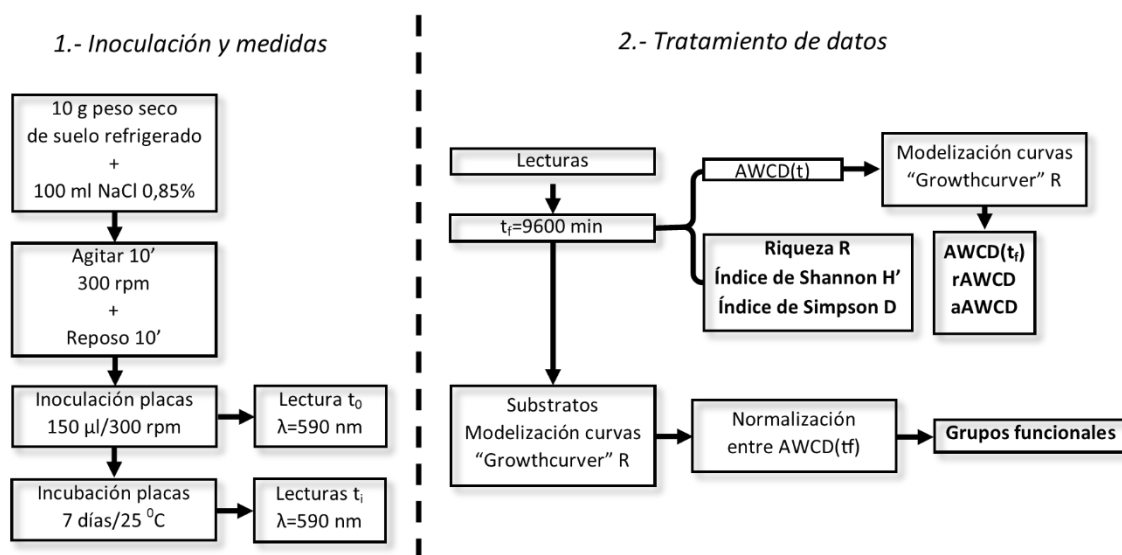 1.- Inoculación y medidas
10 g peso seco
de suelo refrigerado
+
100 ml NaCl 0,85%
Agitar 10’
300 rpm
+
Reposo 10’
Inoculación placas
150 µl/300 rpm
Lectura t0
λ=590 nm
Incubación placas
7 días/25 ⁰C
Lecturas ti
λ=590 nm
2.- Tratamiento de datos
Lecturas
tf=9600 min
AWCD(t)
Modelización curvas
“Growthcurver” R
Riqueza R
Índice de Shannon H’
Índice de Simpson D
AWCD(tf)
rAWCD
aAWCD
Substratos
Modelización curvas
“Growthcurver” R
Normalización
entre AWCD(tf)
Grupos funcionales